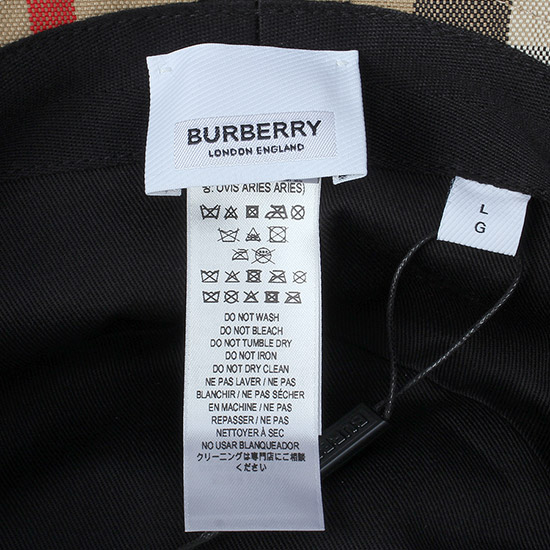 BURBERRY
LONDON ENGLAND
송: OVIS ARIES ARIES)
DO NOT WASH
DO NOT BLEACH
DO NOT TUMBLE DRY
DO NOT IRON
DO NOT DRY CLEAN
NE PAS LAVER / NE PAS
BLANCHIR / NE PAS SÉCHER
EN MACHINE / NE PAS
REPASSER / NE PAS
NETTOYER À SEC
NO USAR BLANQUEADOR
クリーニングは専門店にご相談
ください
L
G